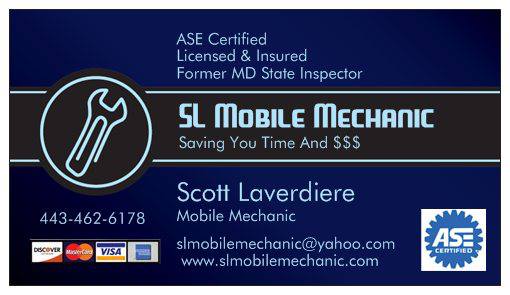 ASE Certified
Licensed & Insured
Former MD State Inspector
SL MOBILE MECHANIC
Saving You Time And $$$
Scott Laverdiere
Mobile Mechanic
443-462-6178
slmobilemechanic@yahoo.com
www.slmobilemechanic.com
DISCOVER
MasterCard
VISA
ASE
CERTIFIED